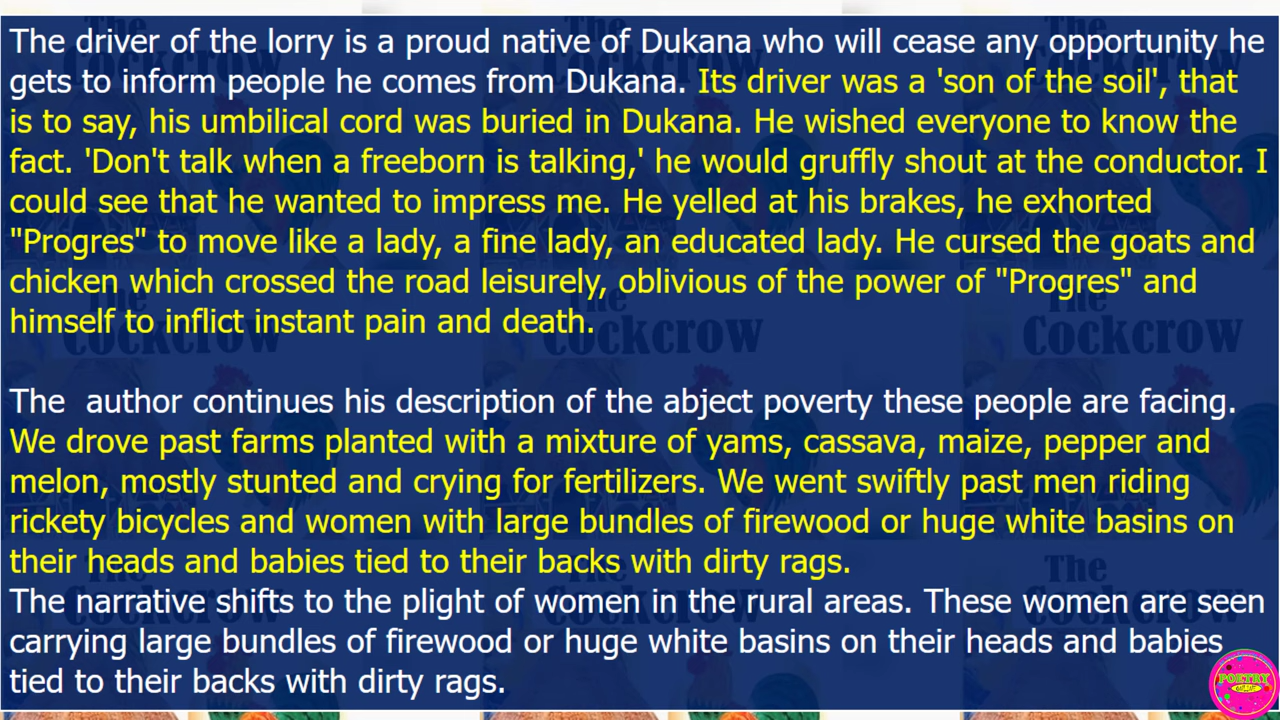 The driver of the lorry is a proud native of Dukana who will cease any opportunity he
gets to inform people he comes from Dukana. Its driver was a 'son of the soil', that
is to say, his umbilical cord was buried in Dukana. He wished everyone to know the
fact. 'Don't talk when a freeborn is talking,' he would gruffly shout at the conductor. I
could see that he wanted to impress me. He yelled at his brakes, he exhorted
"Progres" to move like a lady, a fine lady, an educated lady. He cursed the goats and
chicken which crossed the road leisurely, oblivious of the power of "Progres" and
himself to inflict instant pain and death.
The author continues his description of the abject poverty these people are facing.
We drove past farms planted with a mixture of yams, cassava, maize, pepper and
melon, mostly stunted and crying for fertilizers. We went swiftly past men riding
rickety bicycles and women with large bundles of firewood or huge white basins on
their heads and babies tied to their backs with dirty rags.
The narrative shifts to the plight of women in the rural areas. These women are seen
carrying large bundles of firewood or huge white basins on their heads and babies
tied to their backs with dirty rags.
The
Cockcrow
POETRY